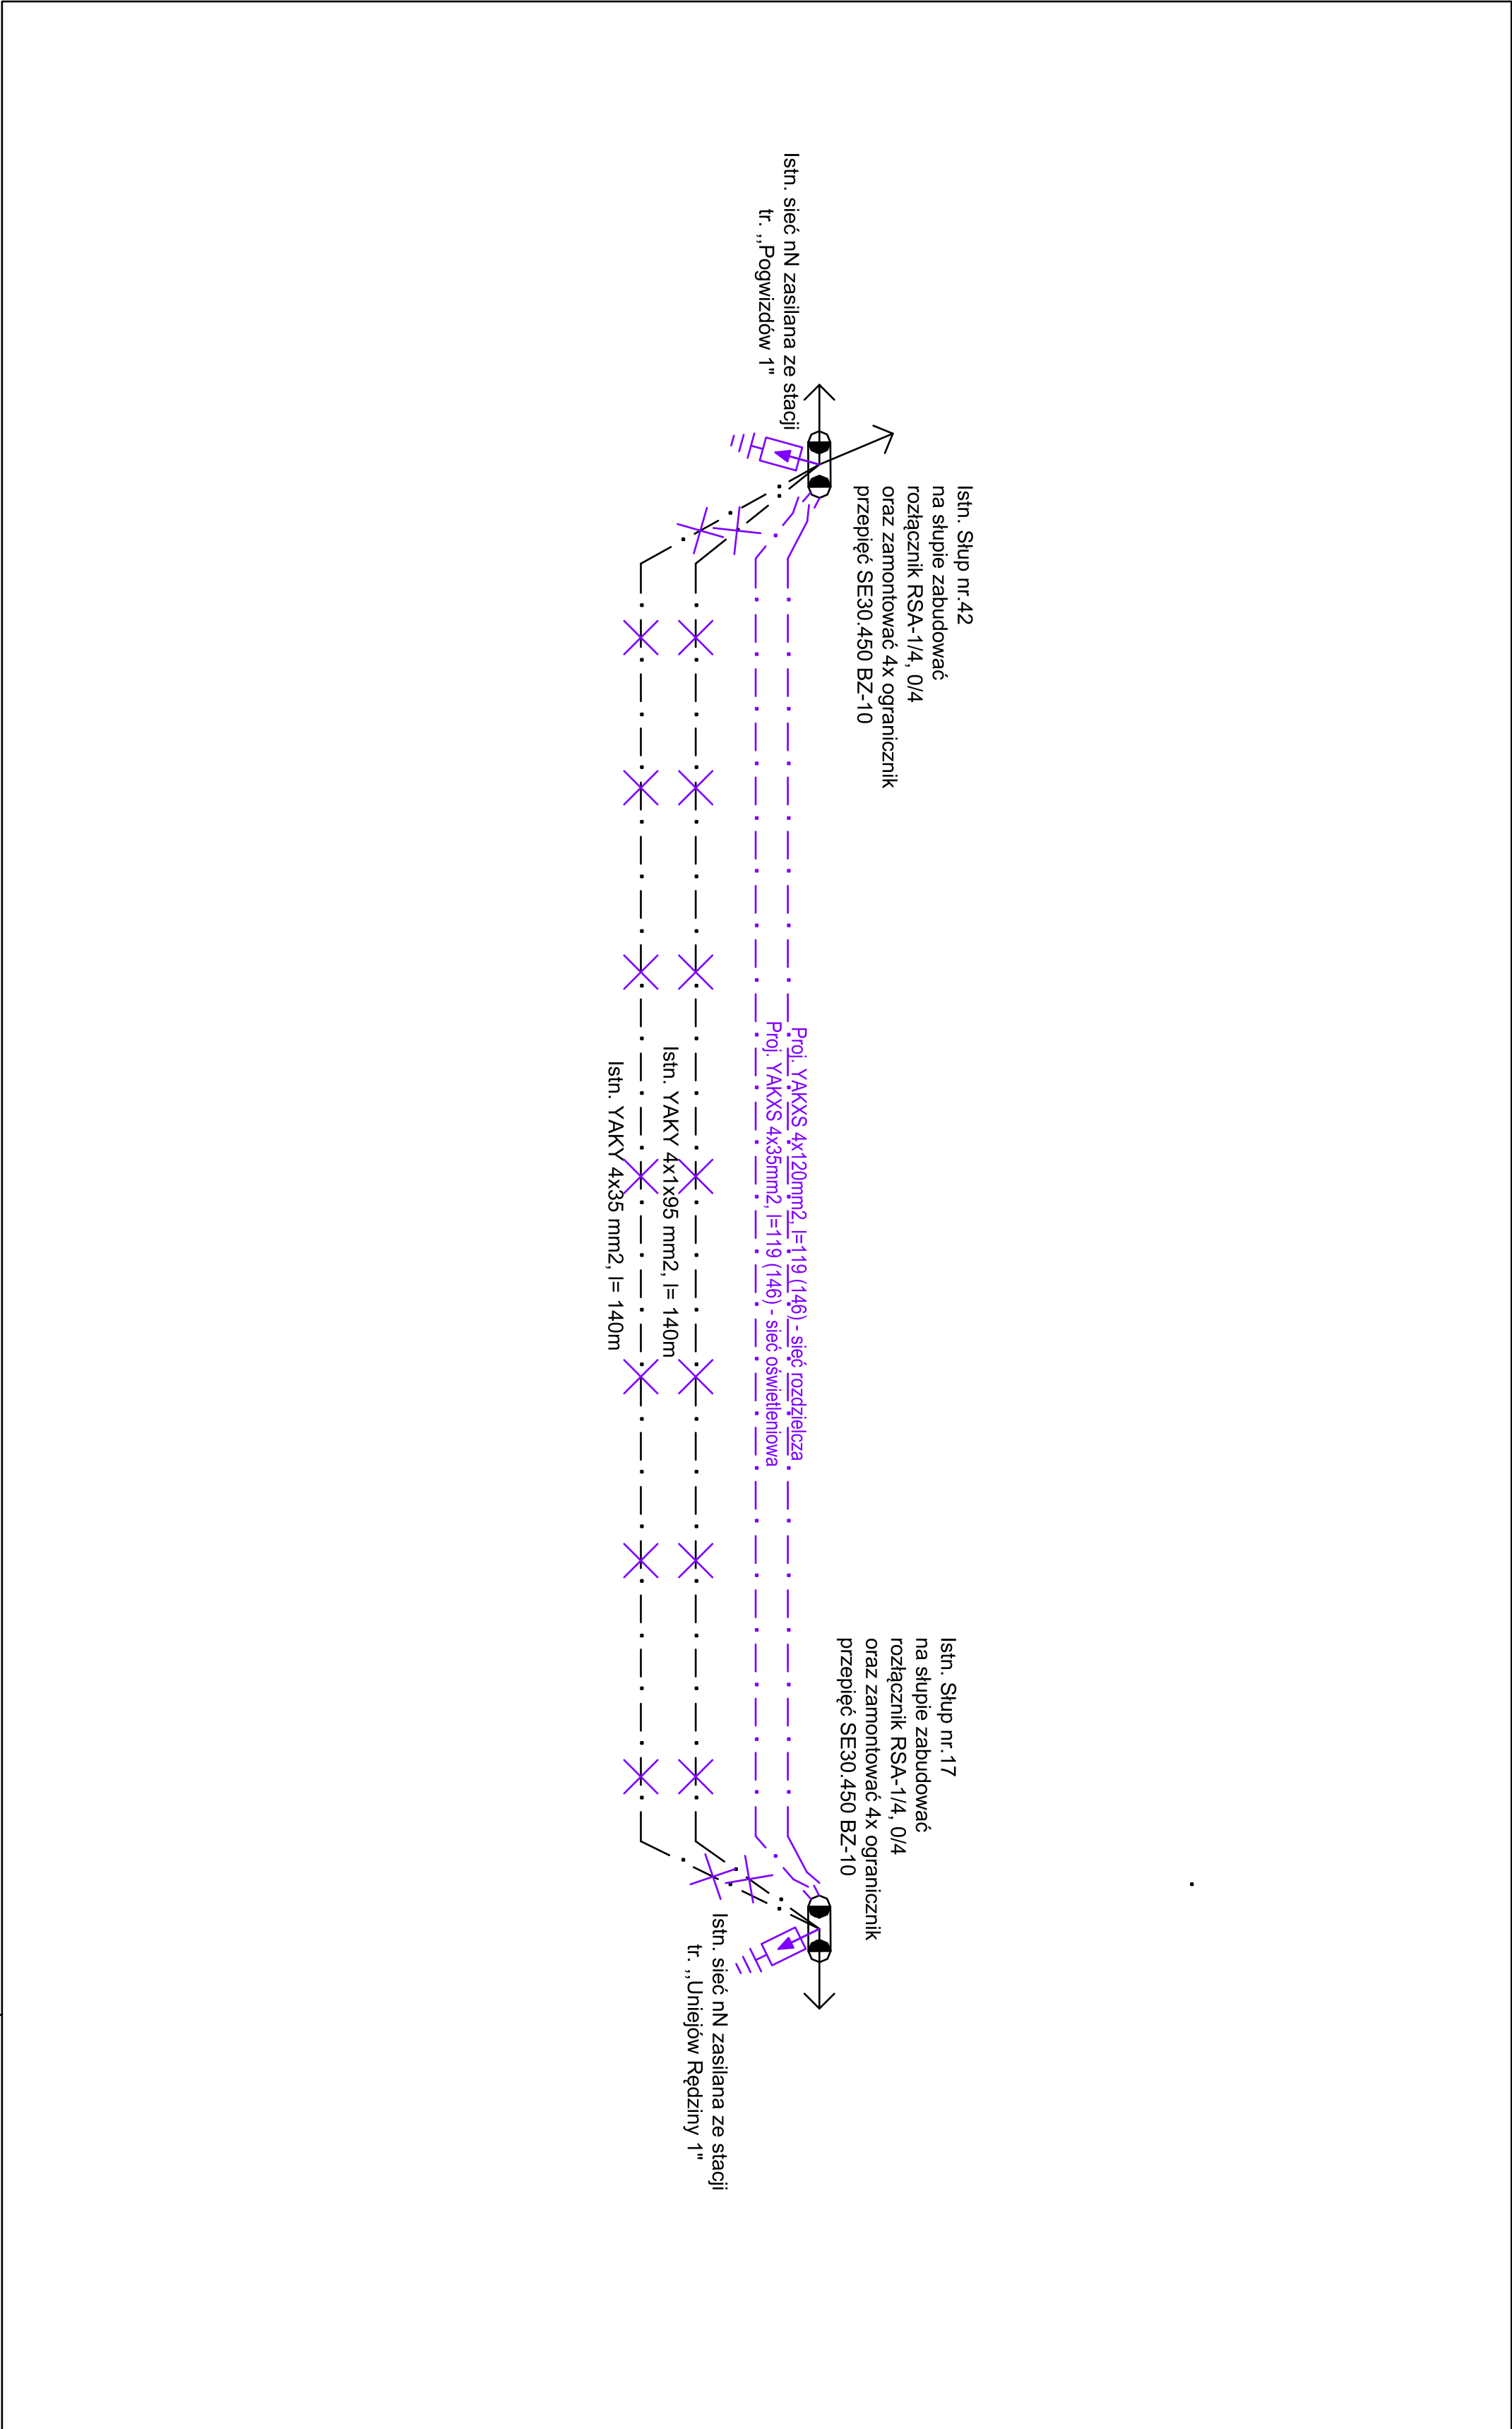 Istn. sieć nN zasilana ze stacji
tr. ,,Pogwizdów 1"
Istn. Słup nr.42
na słupie zabudować
rozłącznik RSA-1/4, 0/4
oraz zamontować 4x ogranicznik
przepięć SE30.450 BZ-10
Proj. YAKXS 4x120mm2, l=119 (146) - sieć rozdzielcza
Proj. YAKXS 4x35mm2, l=119 (146) - sieć oświetleniowa
Istn. YAKY 4x1x95 mm2, l= 140m
Istn. YAKY 4x35 mm2, l= 140m
Istn. Słup nr.17
na słupie zabudować
rozłącznik RSA-1/4, 0/4
oraz zamontować 4x ogranicznik
przepięć SE30.450 BZ-10
Istn. sieć nN zasilana ze stacji
tr. ,,Uniejów Rędziny 1"